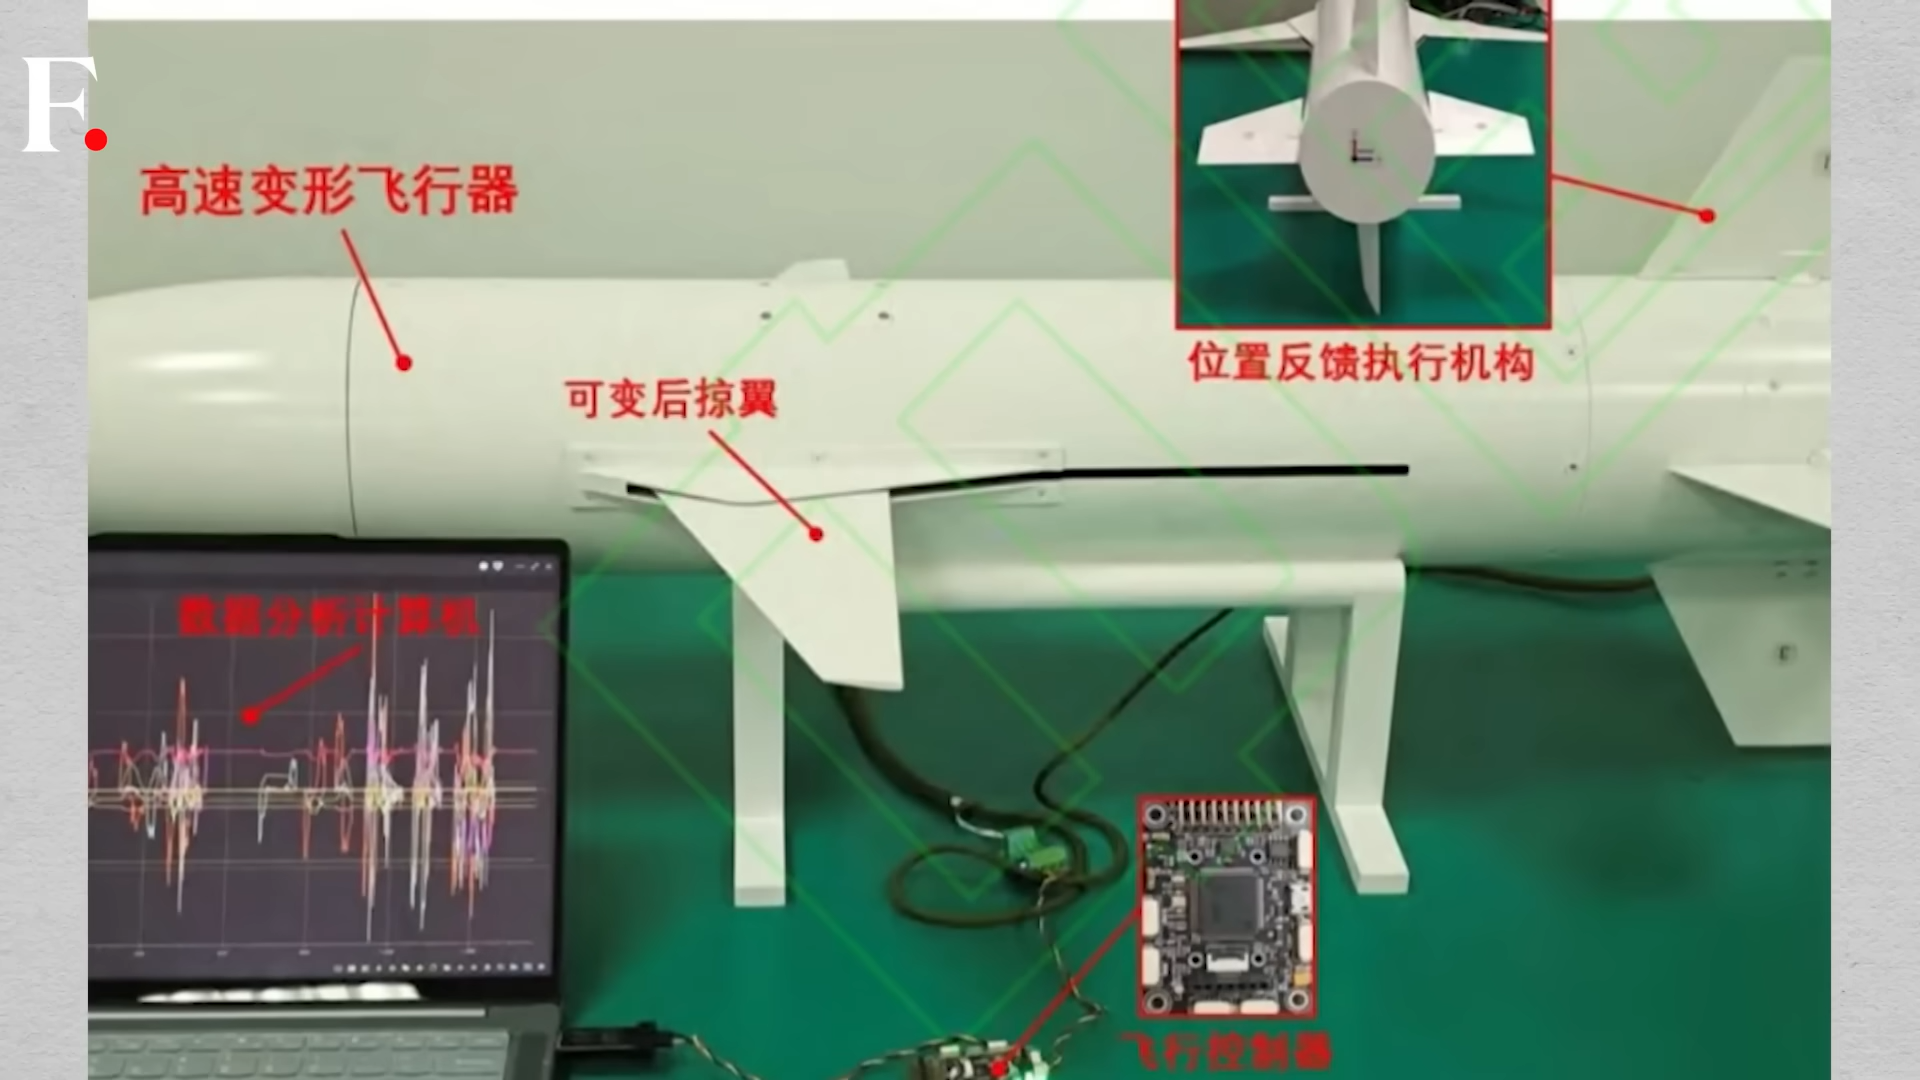 F.
高速变形飞行器
位置反馈执行机构
可变后掠翼
数据分析计算机
飞行控制器